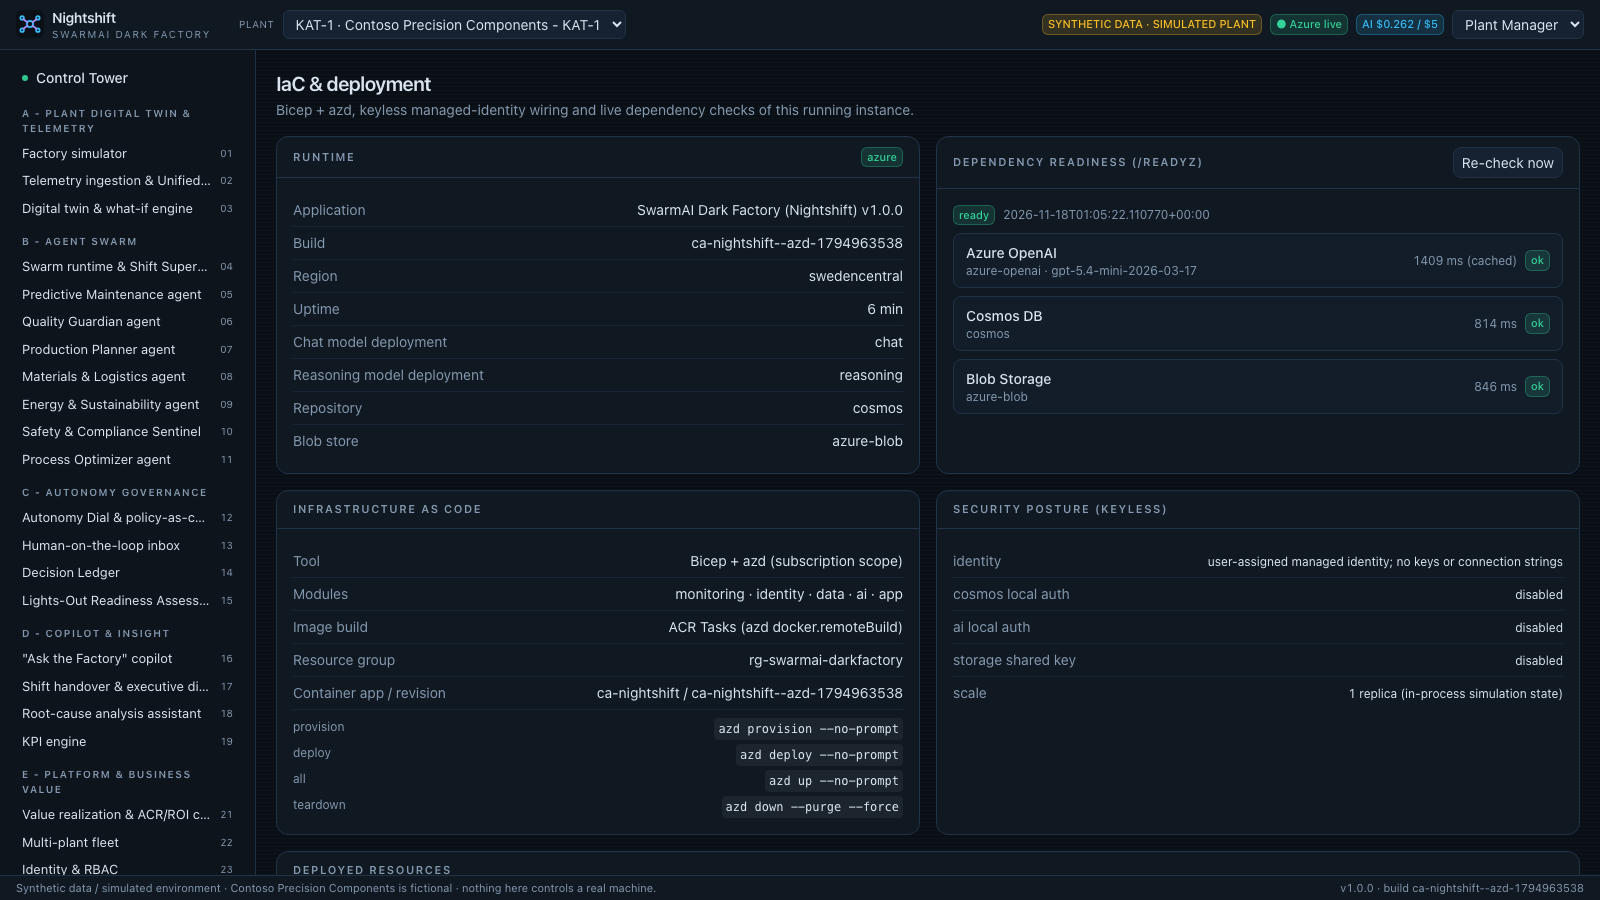 Nightshift
SWARMAI DARK FACTORY
PLANT
KAT-1 · Contoso Precision Components - KAT-1
SYNTHETIC DATA · SIMULATED PLANT
Azure live
AI $0.262 / $5
Plant Manager
Control Tower
A - PLANT DIGITAL TWIN &
TELEMETRY
Factory simulator 01
Telemetry ingestion & Unified... 02
Digital twin & what-if engine 03
B - AGENT SWARM
Swarm runtime & Shift Super... 04
Predictive Maintenance agent 05
Quality Guardian agent 06
Production Planner agent 07
Materials & Logistics agent 08
Energy & Sustainability agent 09
Safety & Compliance Sentinel 10
Process Optimizer agent 11
C - AUTONOMY GOVERNANCE
Autonomy Dial & policy-as-c... 12
Human-on-the-loop inbox 13
Decision Ledger 14
Lights-Out Readiness Assess... 15
D - COPILOT & INSIGHT
"Ask the Factory" copilot 16
Shift handover & executive di... 17
Root-cause analysis assistant 18
KPI engine 19
E - PLATFORM & BUSINESS
VALUE
Value realization & ACR/ROI c... 21
Multi-plant fleet 22
Identity & RBAC 23
IaC & deployment
Bicep + azd, keyless managed-identity wiring and live dependency checks of this running instance.
RUNTIME
azure
Application SwarmAI Dark Factory (Nightshift) v1.0.0
Build ca-nightshift--azd-1794963538
Region swedencentral
Uptime 6 min
Chat model deployment chat
Reasoning model deployment reasoning
Repository cosmos
Blob store azure-blob
DEPENDENCY READINESS (/READYZ)
Re-check now
ready 2026-11-18T01:05:22.110770+00:00
Azure OpenAI
azure-openai · gpt-5.4-mini-2026-03-17
1409 ms (cached) ok
Cosmos DB
cosmos
814 ms ok
Blob Storage
azure-blob
846 ms ok
INFRASTRUCTURE AS CODE
Tool Bicep + azd (subscription scope)
Modules monitoring · identity · data · ai · app
Image build ACR Tasks (azd docker.remoteBuild)
Resource group rg-swarmai-darkfactory
Container app / revision ca-nightshift / ca-nightshift--azd-1794963538
provision azd provision --no-prompt
deploy azd deploy --no-prompt
all azd up --no-prompt
teardown azd down --purge --force
SECURITY POSTURE (KEYLESS)
identity user-assigned managed identity; no keys or connection strings
cosmos local auth disabled
ai local auth disabled
storage shared key disabled
scale 1 replica (in-process simulation state)
DEPLOYED RESOURCES
Synthetic data / simulated environment · Contoso Precision Components is fictional · nothing here controls a real machine.
v1.0.0 · build ca-nightshift--azd-1794963538